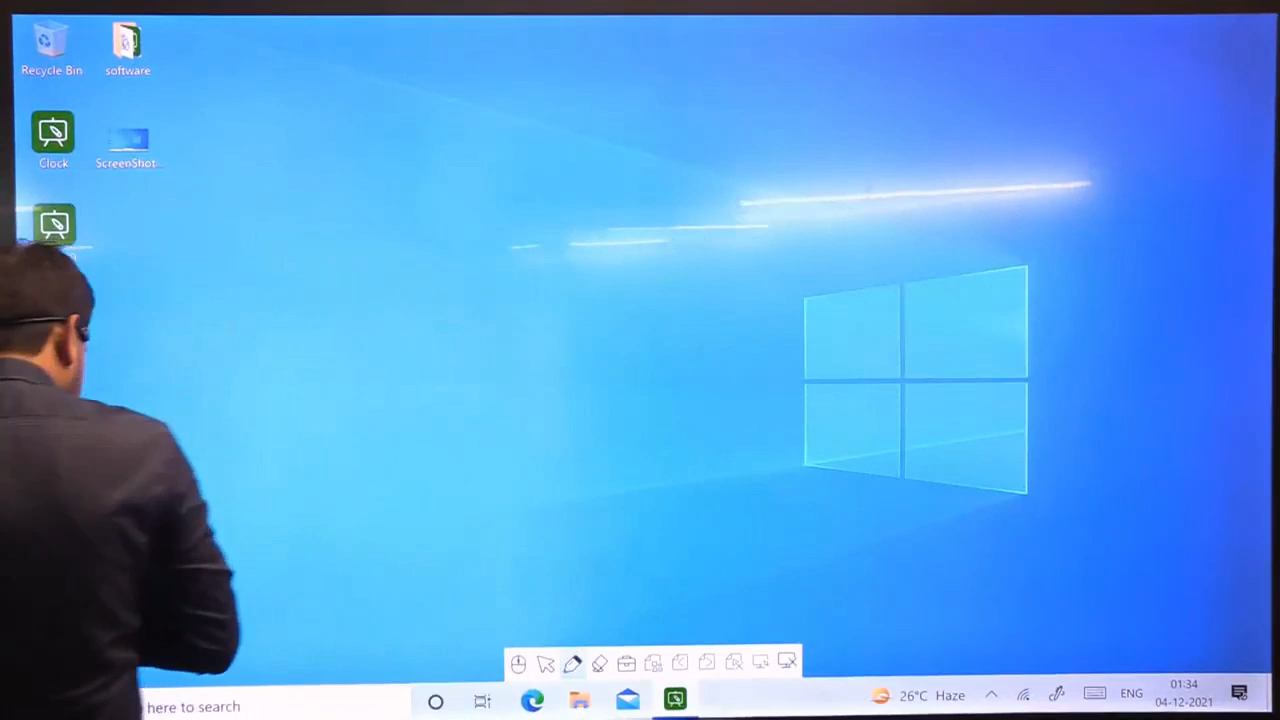 Recycle Bin
software
Clock
ScreenShot...
here to search
26°C Haze
ENG
01:34
04-12-2021